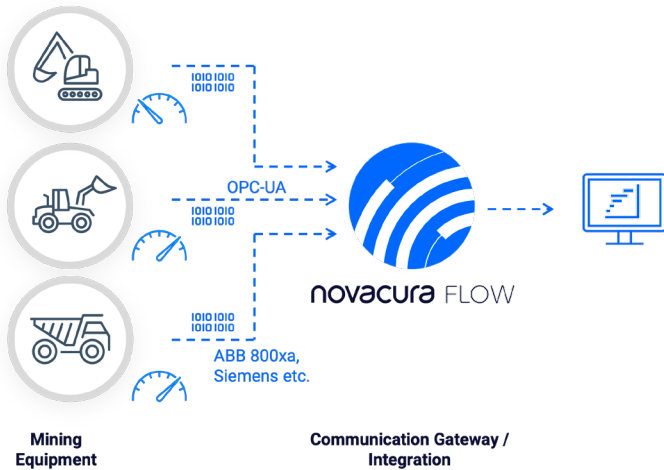 1010 1010
1010 1010
OPC-UA
1010 1010
1010 1010
novacura FLOW
1010 1010
1010 1010
ABB 800xa,
Siemens etc.
Mining
Equipment
Communication Gateway /
Integration